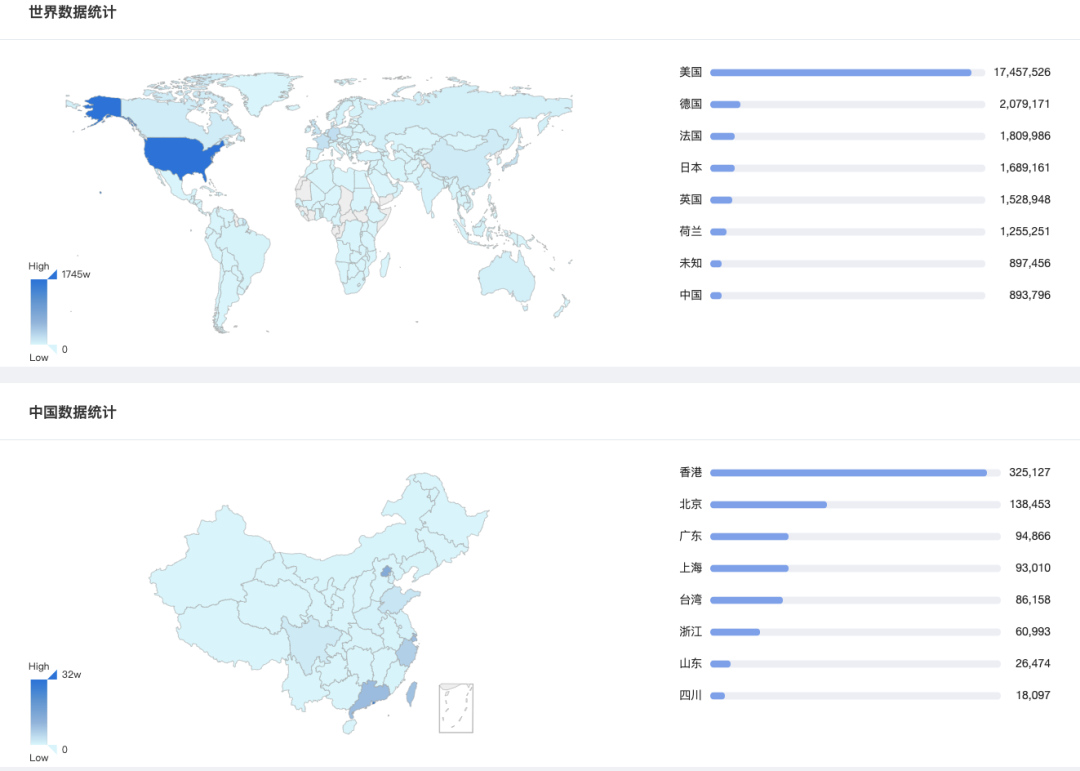 世界数据统计
High
1745w
0
Low
美国 17,457,526
德国 2,079,171
法国 1,809,986
日本 1,689,161
英国 1,528,948
荷兰 1,255,251
未知 897,456
中国 893,796
中国数据统计
High
32w
0
Low
香港 325,127
北京 138,453
广东 94,866
上海 93,010
台湾 86,158
浙江 60,993
山东 26,474
四川 18,097